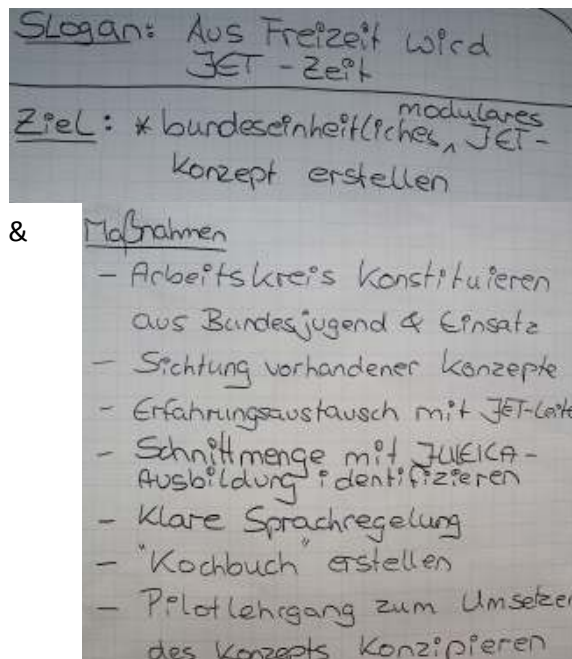 Slogan: Aus Freizeit wird
JET - Zeit
Ziel: * bundeseinheitliches, modulares JET-
Konzept erstellen
&
Maßnahmen
- Arbeitskreis konstituieren
aus Bundesjugend & Einsatz
- Sichtung vorhandener Konzepte
- Erfahrungsaustausch mit JET-Leite
- Schnittmenge mit JULEICA-
Ausbildung identifizieren
- Klare Sprachregelung
- "Kochbuch" erstellen
- Pilotlehrgang zum Umsetzen
des Konzepts konzipieren